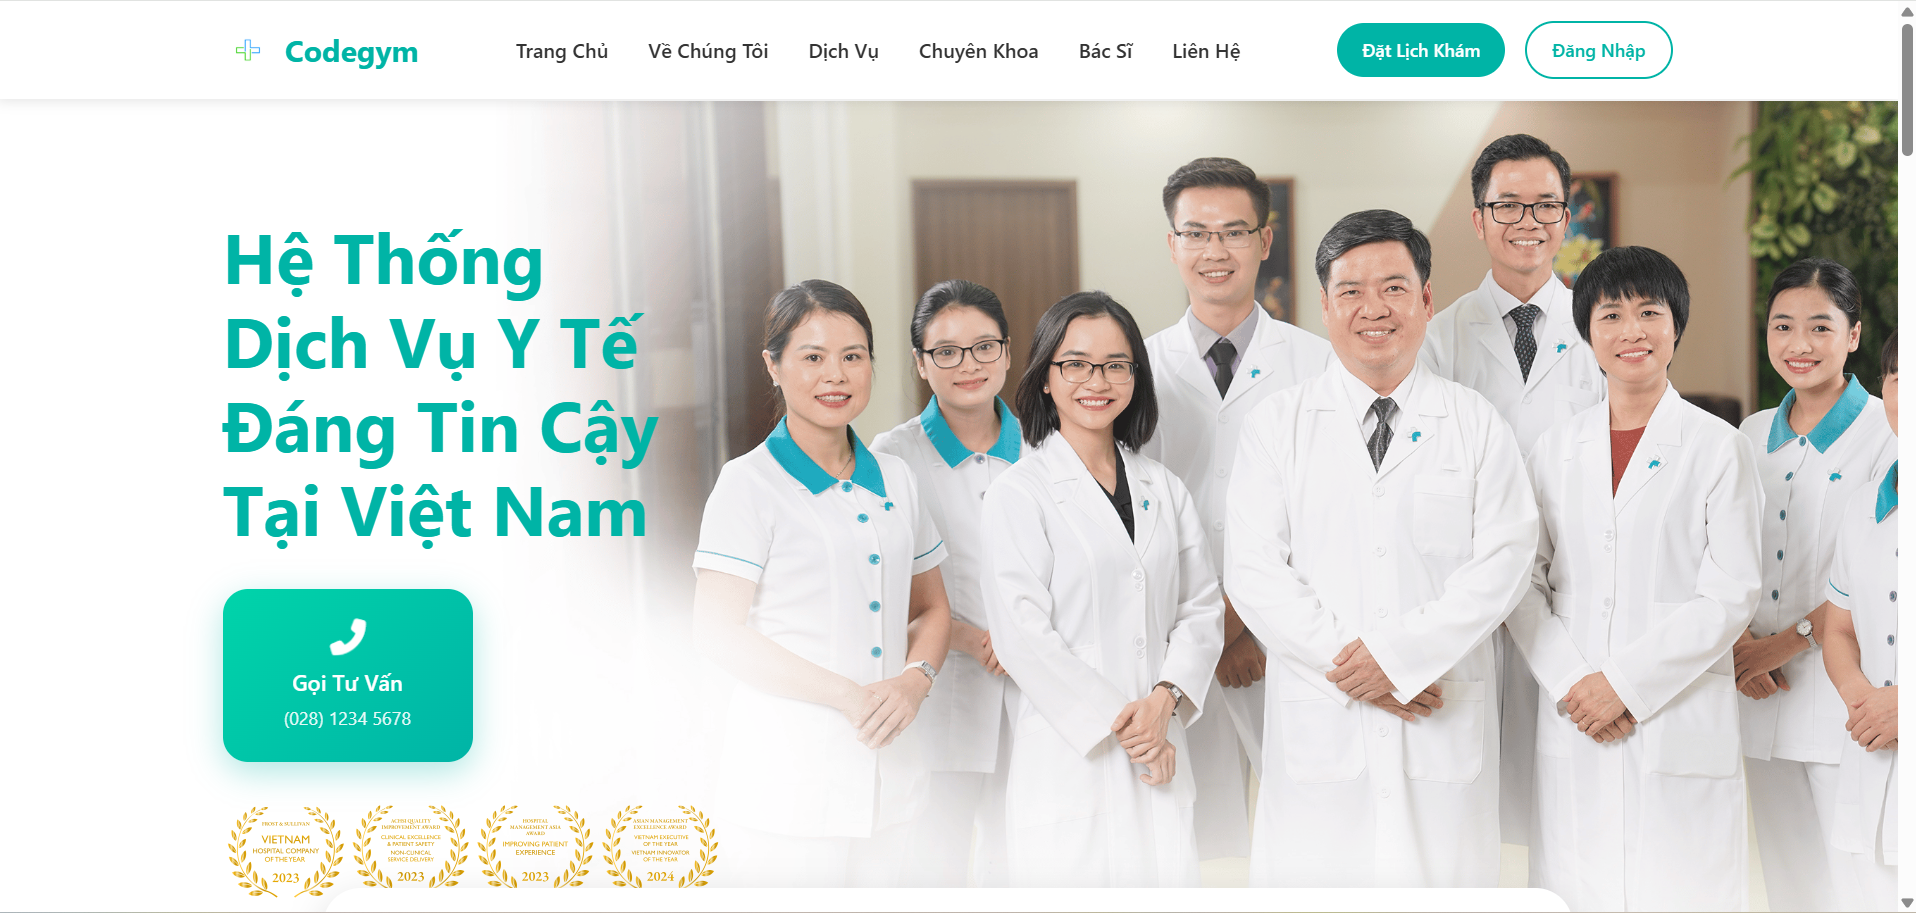 Codegym
Trang Chủ
Về Chúng Tôi
Dịch Vụ
Chuyên Khoa
Bác Sĩ
Liên Hệ
Đặt Lịch Khám
Đăng Nhập
Hệ Thống
Dịch Vụ Y Tế
Đáng Tin Cậy
Tại Việt Nam
Gọi Tư Vấn
(028) 1234 5678
FROST & SULLIVAN
VIETNAM
HOSPITAL COMPANY
OF THE YEAR
2023
ACHSI QUALITY
IMPROVEMENT AWARD
CLINICAL EXCELLENCE
& PATIENT SAFETY
NON-CLINICAL
SERVICE DELIVERY
2023
HOSPITAL
MANAGEMENT ASIA
AWARD
IMPROVING PATIENT
EXPERIENCE
2023
ASIAN MANAGEMENT
EXCELLENCE AWARD
VIETNAM EXECUTIVE
OF THE YEAR
VIETNAM INNOVATOR
OF THE YEAR
2024